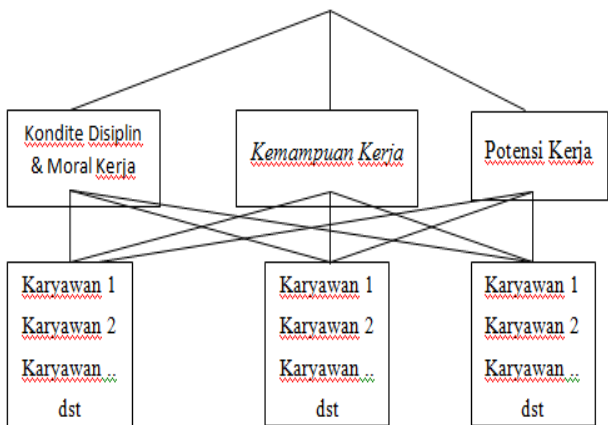 Kondite Disiplin
& Moral Kerja
Kemampuan Kerja
Potensi Kerja
Karyawan 1
Karyawan 2
Karyawan ..
dst
Karyawan 1
Karyawan 2
Karyawan ..
dst
Karyawan 1
Karyawan 2
Karyawan ..
dst